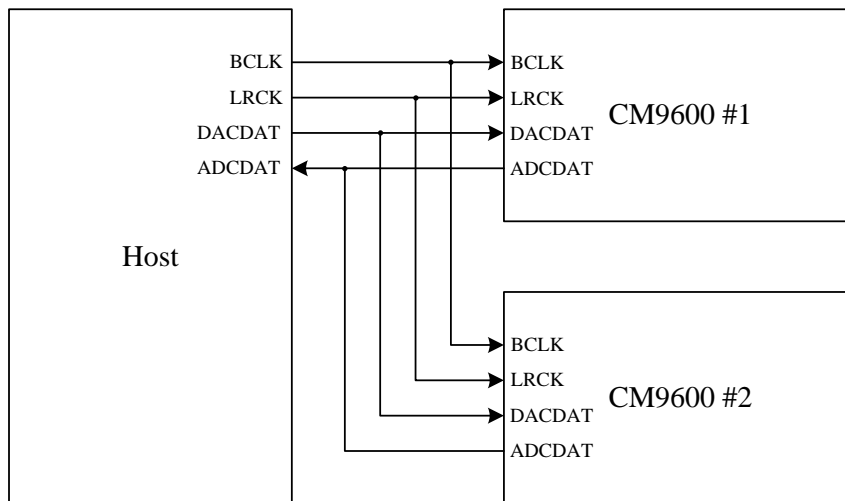 BCLK
LRCK
DACDAT
ADCDAT
Host
BCLK
LRCK
DACDAT
ADCDAT
CM9600 #1
BCLK
LRCK
DACDAT
ADCDAT
CM9600 #2